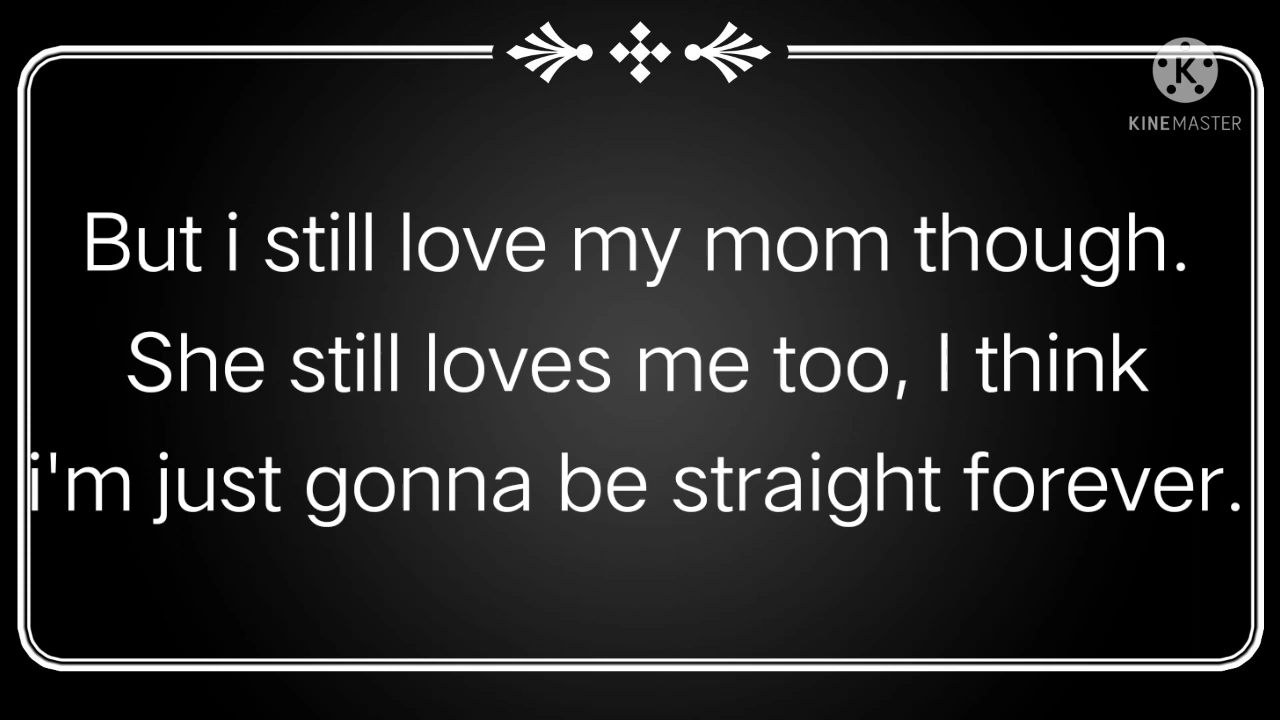 K
KINEMASTER
But i still love my mom though.
She still loves me too, I think
i'm just gonna be straight forever.